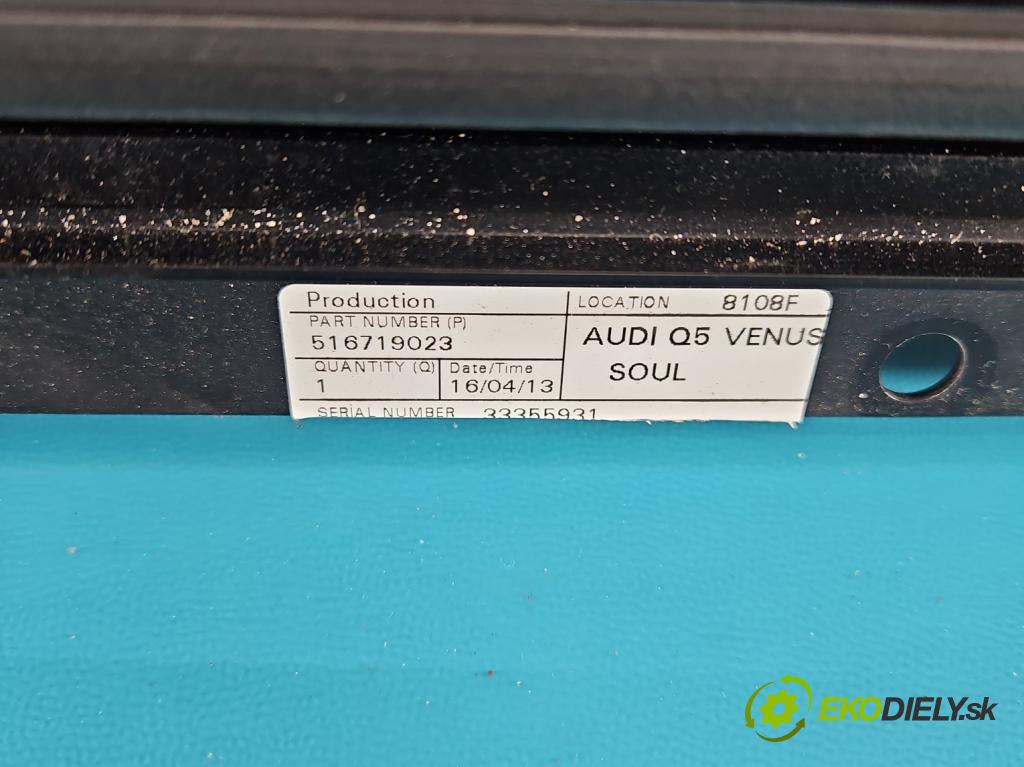 Production
LOCATION 8108F
PART NUMBER (P)
516719023
AUDI Q5 VENUS
SOUL
QUANTITY (Q) Date/Time
1 16/04/13
SERIAL NUMBER 33355931
EKODIELY.sk